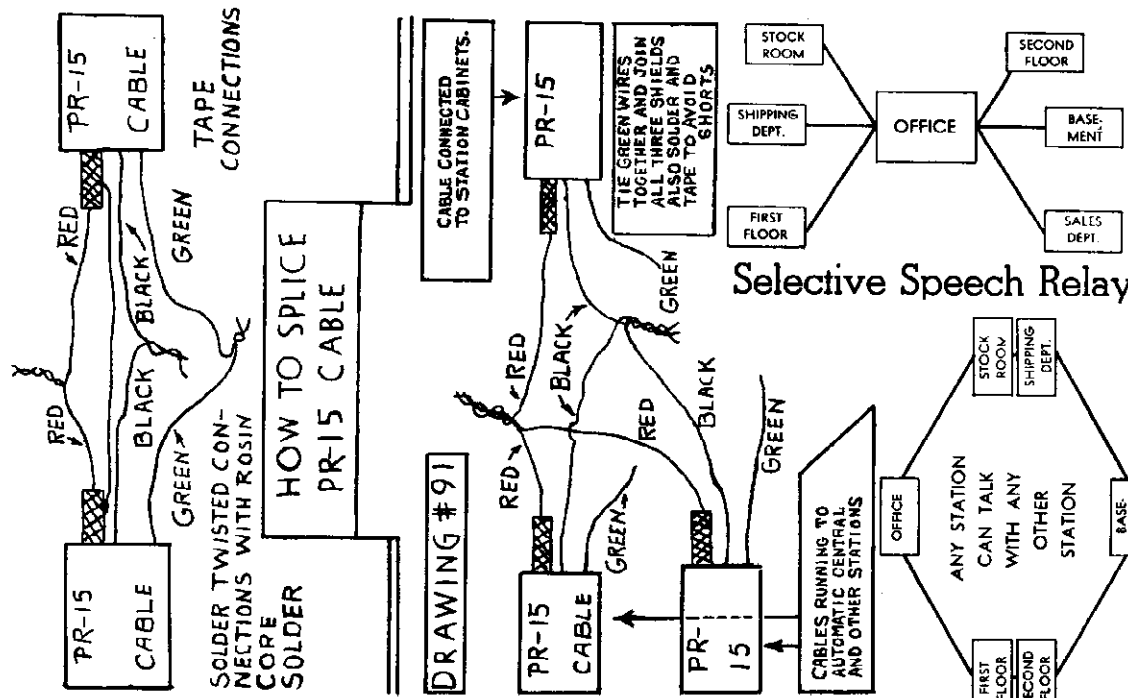 PR-15
CABLE
RED
RED
BLACK
BLACK
GREEN
GREEN
PR-15
CABLE
TAPE
CONNECTIONS
SOLDER TWISTED CON-
NECTIONS WITH ROSIN
CORE
SOLDER
HOW TO SPLICE
PR-15 CABLE
DRAWING #91
CABLE CONNECTED
TO STATION CABINETS.
PR-15
TIE GREEN WIRES
TOGETHER AND JOIN
ALL THREE SHIELDS
ALSO SOLDER AND
TAPE TO AVOID
SHORTS
RED
RED
BLACK
GREEN
RED
BLACK
GREEN
GREEN
PR-15
CABLE
PR-
15
CABLES RUNNING TO
AUTOMATIC CENTRAL
AND OTHER STATIONS
STOCK
ROOM
SHIPPING
DEPT.
FIRST
FLOOR
OFFICE
SECOND
FLOOR
BASE-
MENT
SALES
DEPT.
Selective Speech Relay
OFFICE
STOCK
ROOM
SHIPPING
DEPT.
ANY STATION
CAN TALK
WITH ANY
OTHER
STATION
FIRST
FLOOR
SECOND
FLOOR
BASE-